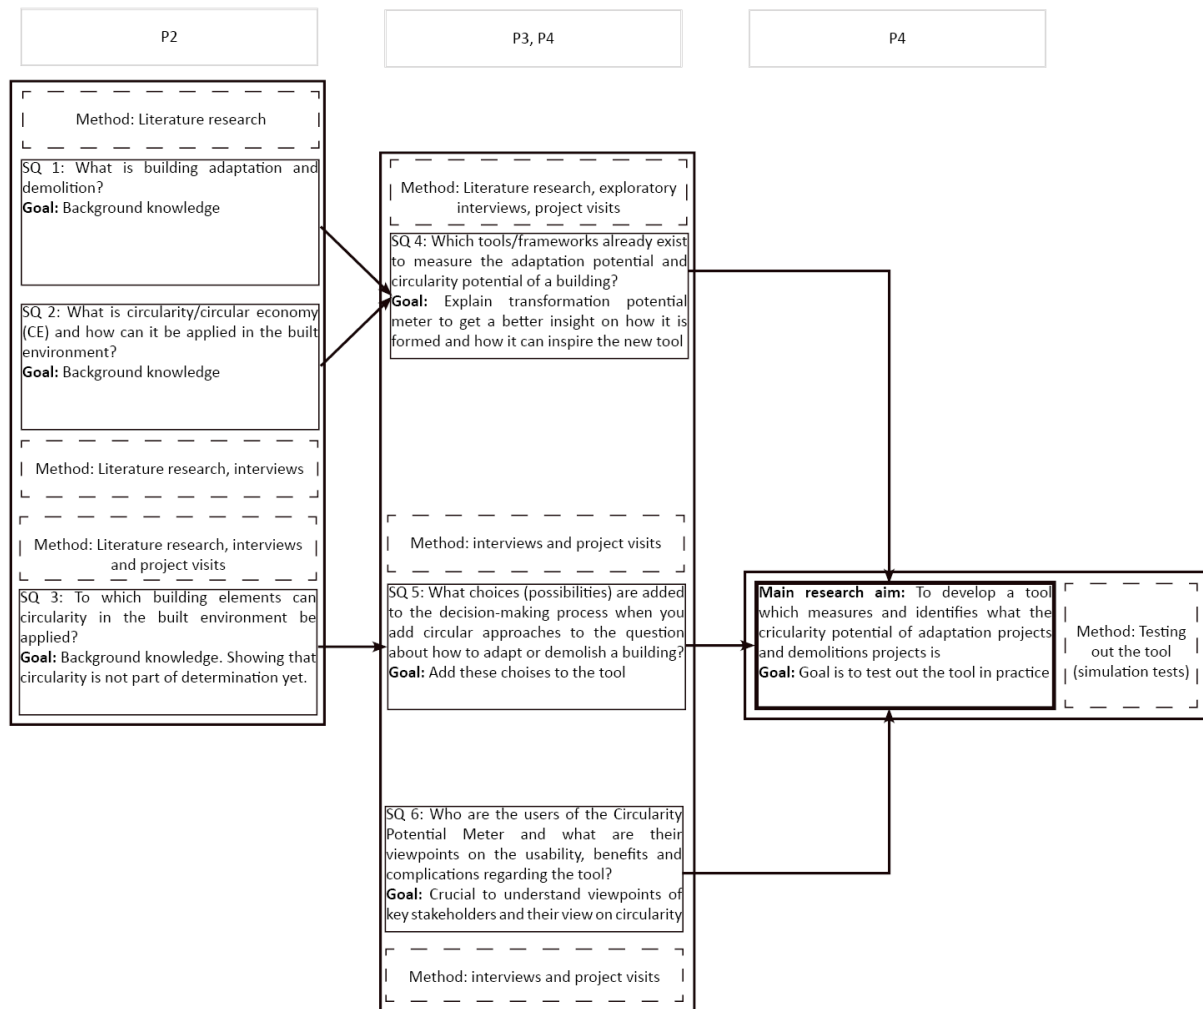 P2
P3, P4
P4
Method: Literature research
SQ 1: What is building adaptation and
demolition?
Goal: Background knowledge
SQ 2: What is circularity/circular economy
(CE) and how can it be applied in the built
environment?
Goal: Background knowledge
Method: Literature research, interviews
Method: Literature research, interviews
and project visits
SQ 3: To which building elements can
circularity in the built environment be
applied?
Goal: Background knowledge. Showing that
circularity is not part of determination yet.
Method: Literature research, exploratory
interviews, project visits
SQ 4: Which tools/frameworks already exist
to measure the adaptation potential and
circularity potential of a building?
Goal: Explain transformation potential
meter to get a better insight on how it is
formed and how it can inspire the new tool
Method: interviews and project visits
SQ 5: What choices (possibilities) are added
to the decision-making process when you
add circular approaches to the question
about how to adapt or demolish a building?
Goal: Add these choises to the tool
SQ 6: Who are the users of the Circularity
Potential Meter and what are their
viewpoints on the usability, benefits and
complications regarding the tool?
Goal: Crucial to understand viewpoints of
key stakeholders and their view on circularity
Method: interviews and project visits
Main research aim: To develop a tool
which measures and identifies what the
cricularity potential of adaptation projects
and demolitions projects is
Goal: Goal is to test out the tool in practice
Method: Testing
out the tool
(simulation tests)